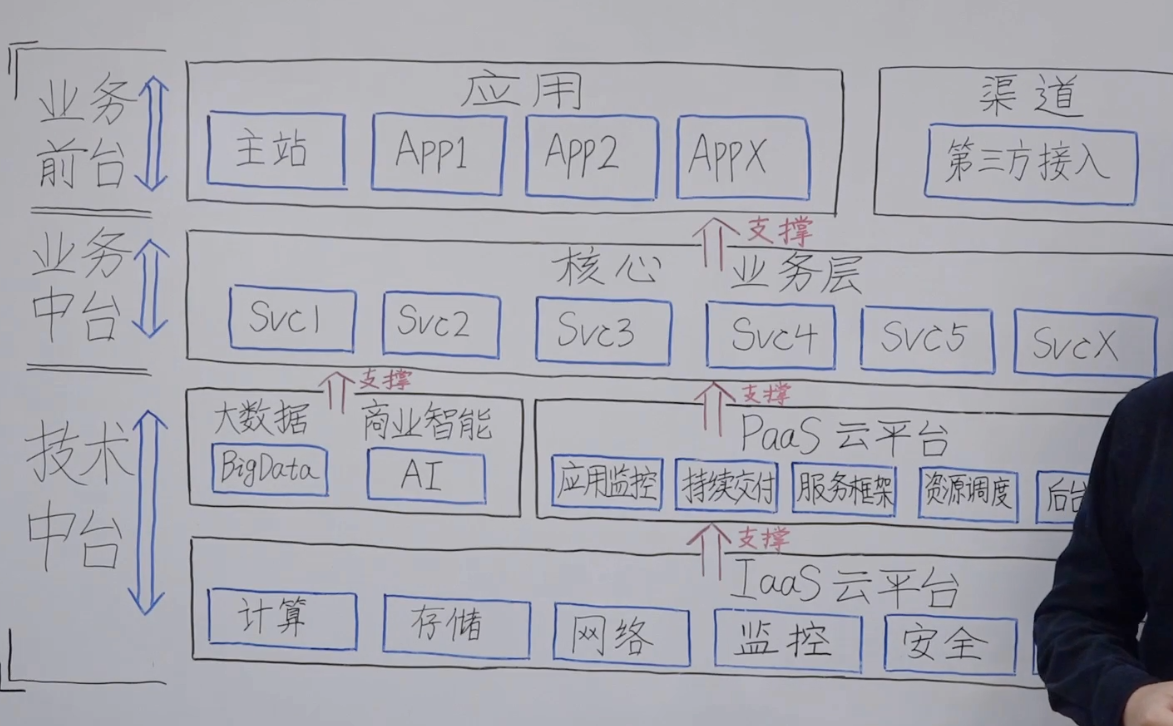 业务
前台
应用
主站
App1
App2
AppX
渠道
第三方接入
支撑
业务
中台
核心 业务层
Svc1
Svc2
Svc3
Svc4
Svc5
SvcX
支撑
支撑
技术
中台
大数据
BigData
商业智能
AI
PaaS 云平台
应用监控
持续交付
服务框架
资源调度
后台
支撑
IaaS 云平台
计算
存储
网络
监控
安全